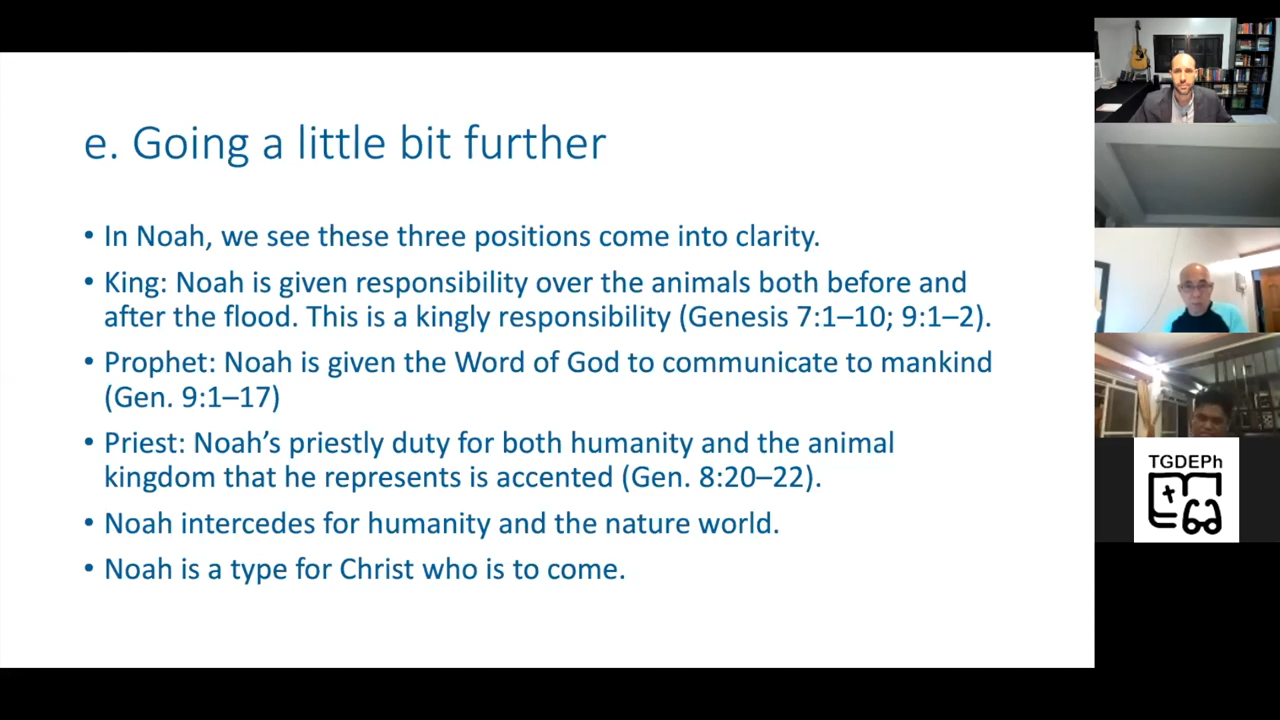 e. Going a little bit further
• In Noah, we see these three positions come into clarity.
• King: Noah is given responsibility over the animals both before and
after the flood. This is a kingly responsibility (Genesis 7:1–10; 9:1–2).
• Prophet: Noah is given the Word of God to communicate to mankind
(Gen. 9:1–17)
• Priest: Noah’s priestly duty for both humanity and the animal
kingdom that he represents is accented (Gen. 8:20–22).
• Noah intercedes for humanity and the nature world.
• Noah is a type for Christ who is to come.
TGDEPh